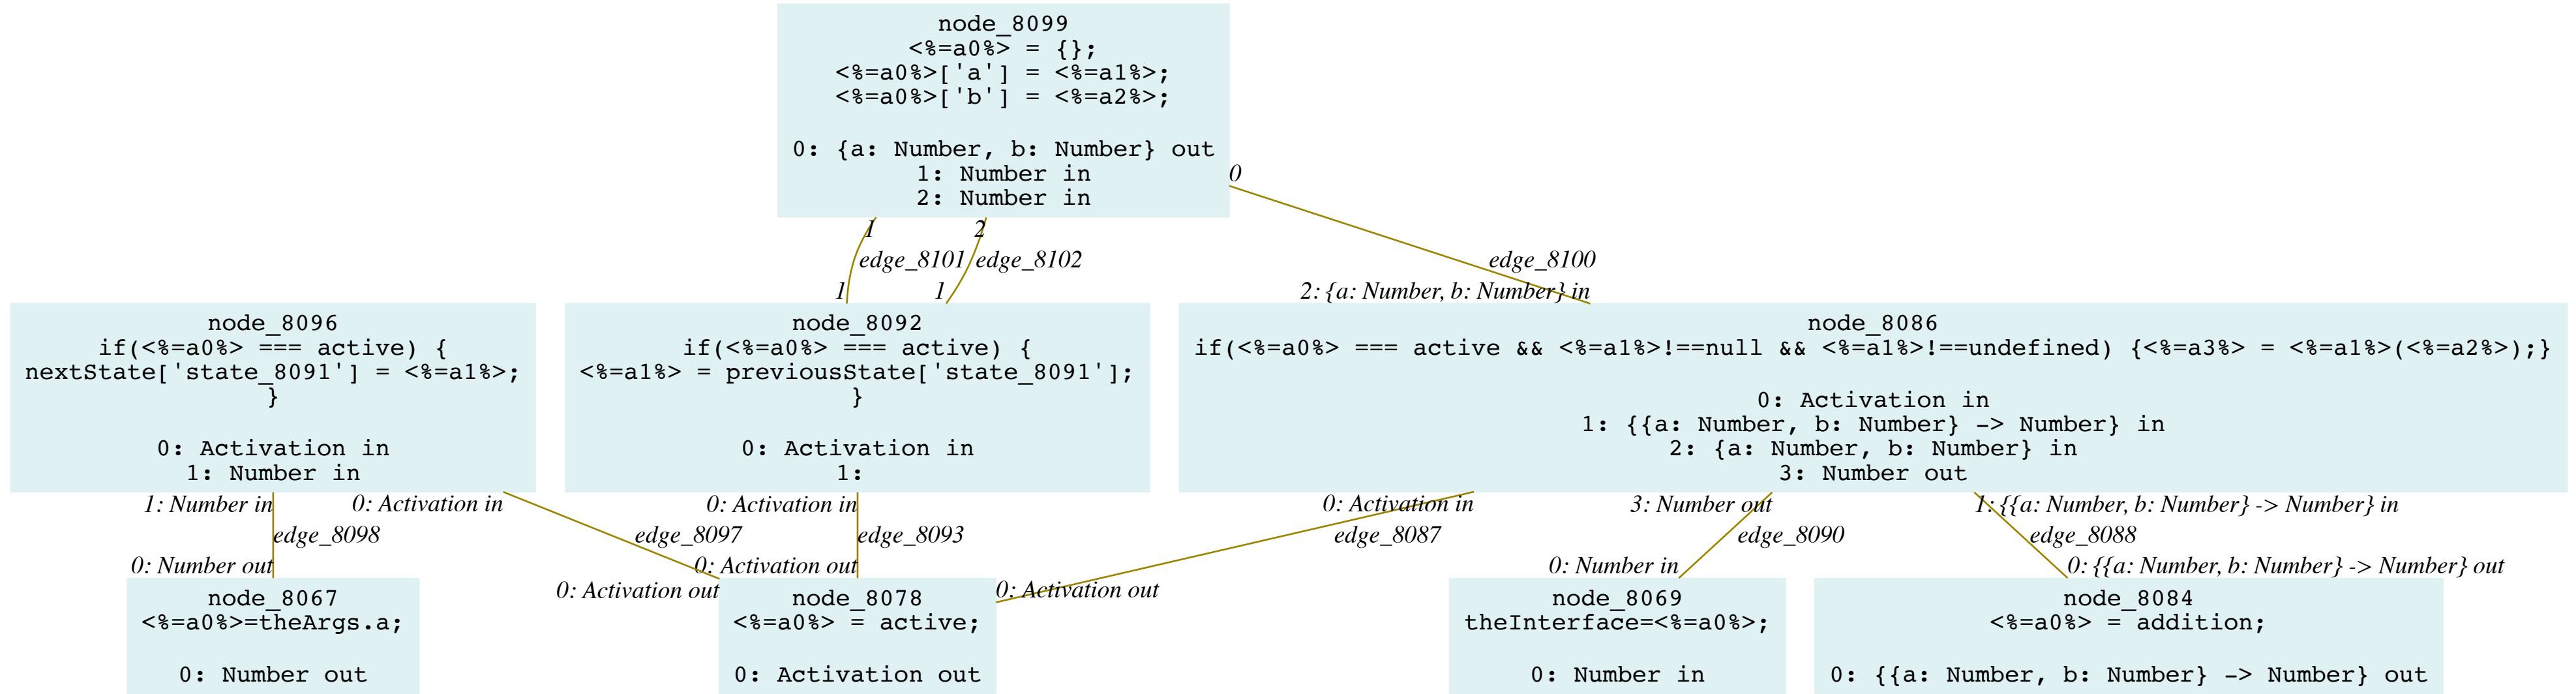 node_8099
<%=a0%> = {};
<%=a0%>['a'] = <%=a1%>;
<%=a0%>['b'] = <%=a2%>;
0: {a: Number, b: Number} out
1: Number in
2: Number in
0
1
2
edge_8101
edge_8102
edge_8100
1
1
2: {a: Number, b: Number} in
node_8096
if(<%=a0%> === active) {
nextState['state_8091'] = <%=a1%>;
}
0: Activation in
1: Number in
node_8092
if(<%=a0%> === active) {
<%=a1%> = previousState['state_8091'];
}
0: Activation in
1:
node_8086
if(<%=a0%> === active && <%=a1%>!==null && <%=a1%>!==undefined) {<%=a3%> = <%=a1%>(<%=a2%>);}
0: Activation in
1: {{a: Number, b: Number} -> Number} in
2: {a: Number, b: Number} in
3: Number out
1: Number in
0: Activation in
0: Activation in
0: Activation in
3: Number out
1: {{a: Number, b: Number} -> Number} in
edge_8098
edge_8097
edge_8093
edge_8087
edge_8090
edge_8088
0: Number out
0: Activation out
0: Activation out
0: Activation out
0: Number in
0: {{a: Number, b: Number} -> Number} out
node_8067
<%=a0%>=theArgs.a;
0: Number out
node_8078
<%=a0%> = active;
0: Activation out
node_8069
theInterface=<%=a0%>;
0: Number in
node_8084
<%=a0%> = addition;
0: {{a: Number, b: Number} -> Number} out